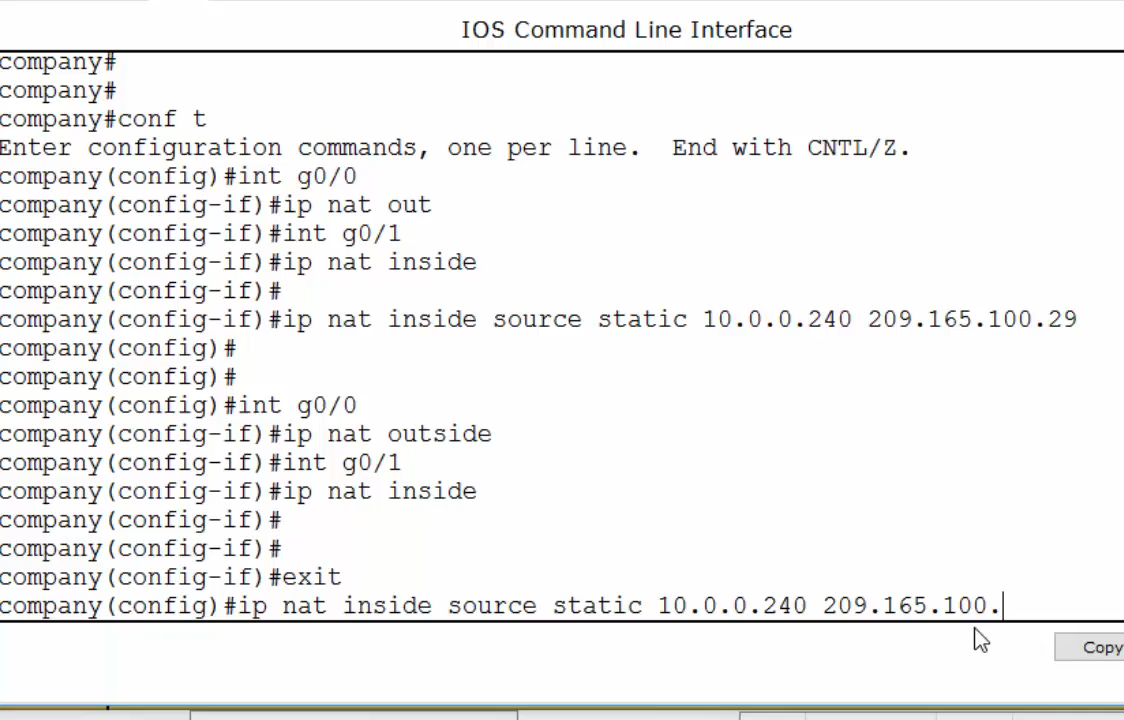 IOS Command Line Interface
company#
company#
company#conf t
Enter configuration commands, one per line.  End with CNTL/Z.
company(config)#int g0/0
company(config-if)#ip nat out
company(config-if)#int g0/1
company(config-if)#ip nat inside
company(config-if)#
company(config-if)#ip nat inside source static 10.0.0.240 209.165.100.29
company(config)#
company(config)#
company(config)#int g0/0
company(config-if)#ip nat outside
company(config-if)#int g0/1
company(config-if)#ip nat inside
company(config-if)#
company(config-if)#
company(config-if)#exit
company(config)#ip nat inside source static 10.0.0.240 209.165.100.
Copy